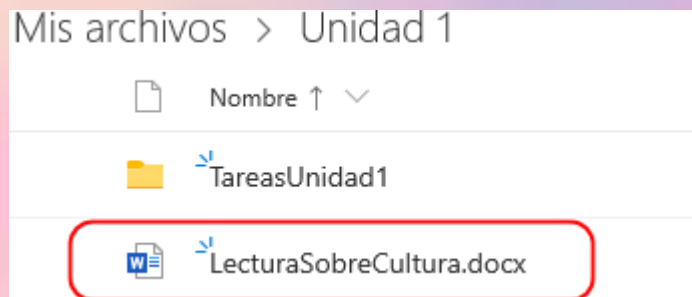 Mis archivos > Unidad 1
Nombre ↑
TareasUnidad1
LecturaSobreCultura.docx